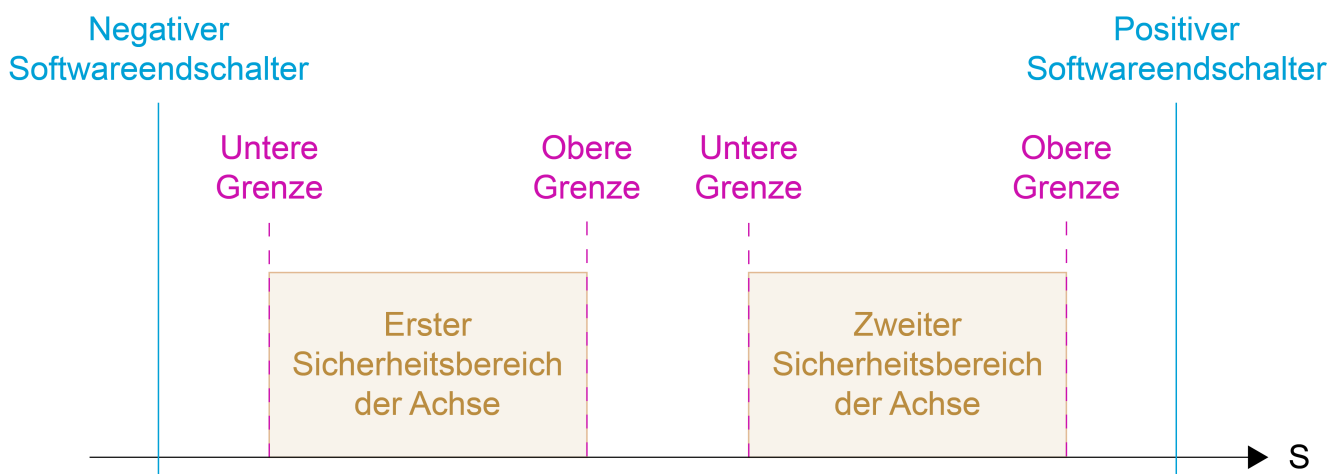 Negativer
Softwareendschalter
Positiver
Softwareendschalter
Untere
Grenze
Obere
Grenze
Untere
Grenze
Obere
Grenze
Erster
Sicherheitsbereich
der Achse
Zweiter
Sicherheitsbereich
der Achse
S